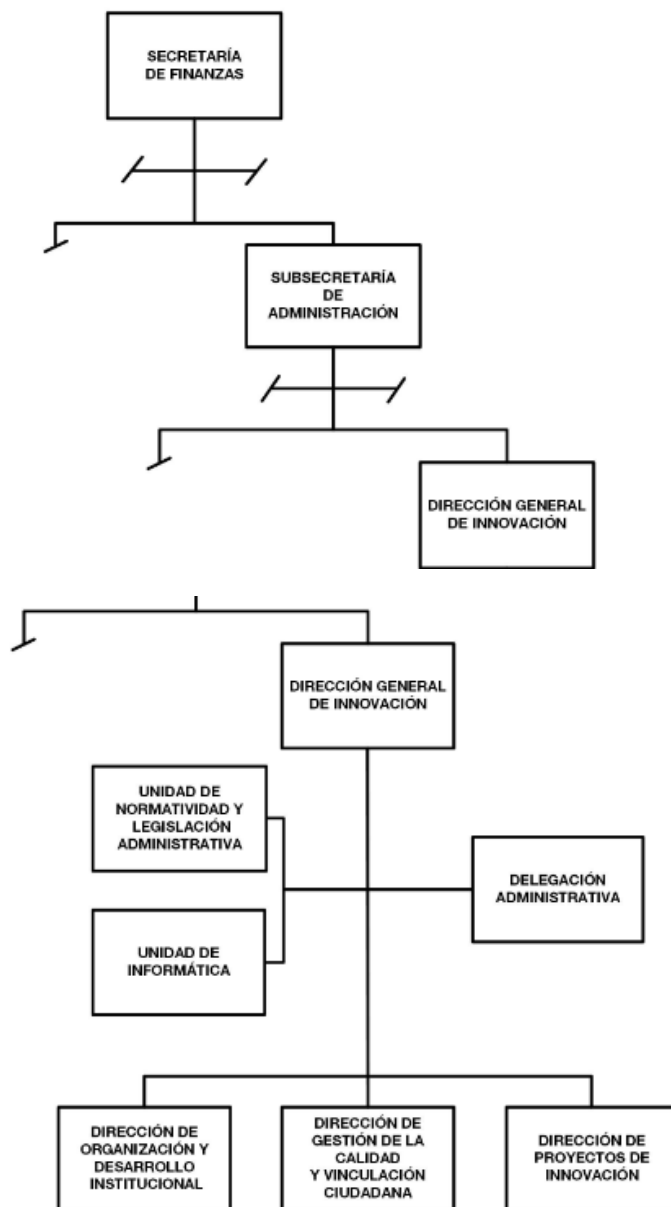 SECRETARÍA
DE FINANZAS
SUBSECRETARÍA
DE
ADMINISTRACIÓN
DIRECCIÓN GENERAL
DE INNOVACIÓN
DIRECCIÓN GENERAL
DE INNOVACIÓN
UNIDAD DE
NORMATIVIDAD Y
LEGISLACIÓN
ADMINISTRATIVA
DELEGACIÓN
ADMINISTRATIVA
UNIDAD DE
INFORMÁTICA
DIRECCIÓN DE
ORGANIZACIÓN Y
DESARROLLO
INSTITUCIONAL
DIRECCIÓN DE
GESTIÓN DE LA
CALIDAD
Y VINCULACIÓN
CIUDADANA
DIRECCIÓN DE
PROYECTOS DE
INNOVACIÓN